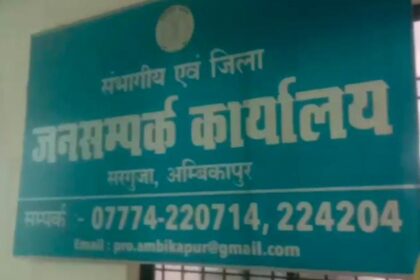 संभागीय एवं जिला
जनसम्पर्क कार्यालय
सरगुजा, अम्बिकापुर
सम्पर्क - 07774-220714, 224204
Email : pro.ambikapur@gmail.com